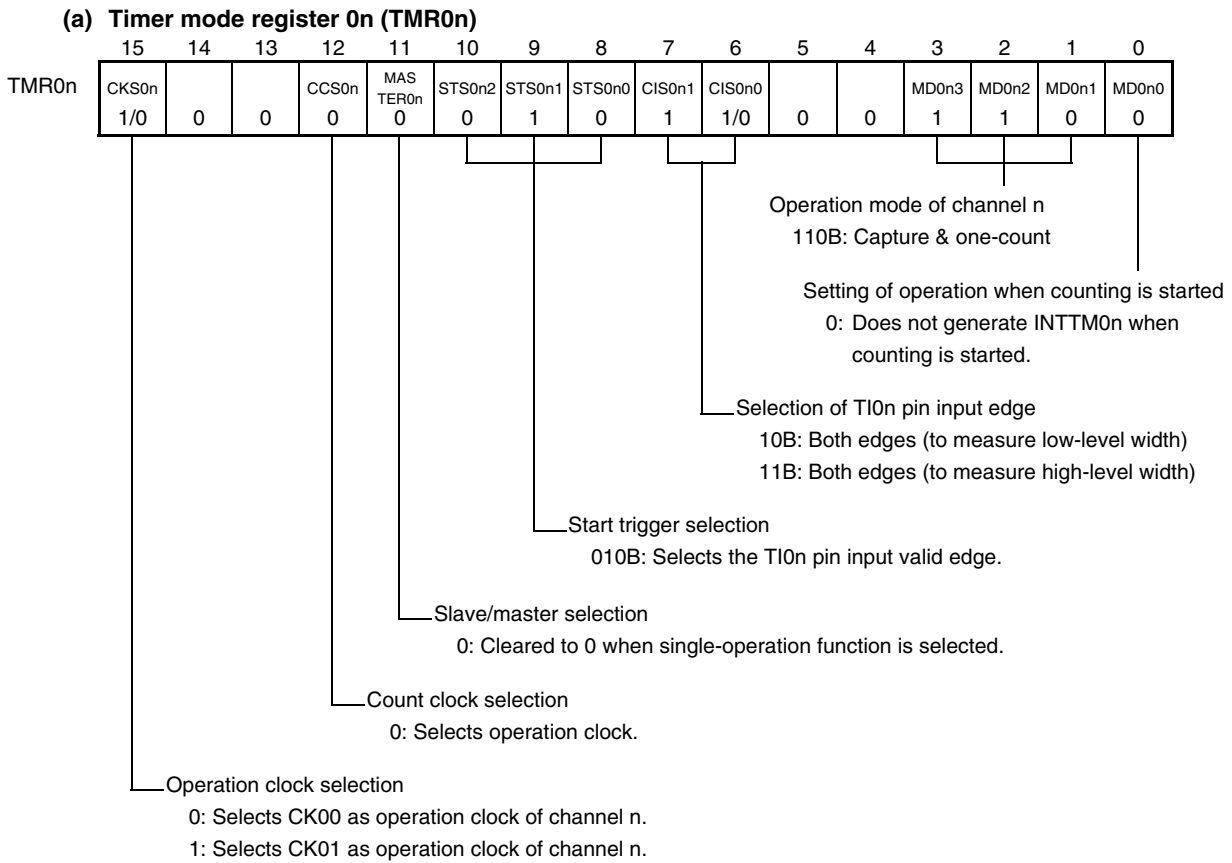 (a) Timer mode register 0n (TMR0n)
15 14 13 12 11 10 9 8 7 6 5 4 3 2 1 0
TMR0n CKS0n CCS0n MAS TER0n STS0n2 STS0n1 STS0n0 CIS0n1 CIS0n0 MD0n3 MD0n2 MD0n1 MD0n0
1/0 0 0 0 0 0 1 0 1 1/0 0 0 1 1 0 0
Operation mode of channel n
110B: Capture & one-count
Setting of operation when counting is started
0: Does not generate INTTM0n when
counting is started.
Selection of TI0n pin input edge
10B: Both edges (to measure low-level width)
11B: Both edges (to measure high-level width)
Start trigger selection
010B: Selects the TI0n pin input valid edge.
Slave/master selection
0: Cleared to 0 when single-operation function is selected.
Count clock selection
0: Selects operation clock.
Operation clock selection
0: Selects CK00 as operation clock of channel n.
1: Selects CK01 as operation clock of channel n.